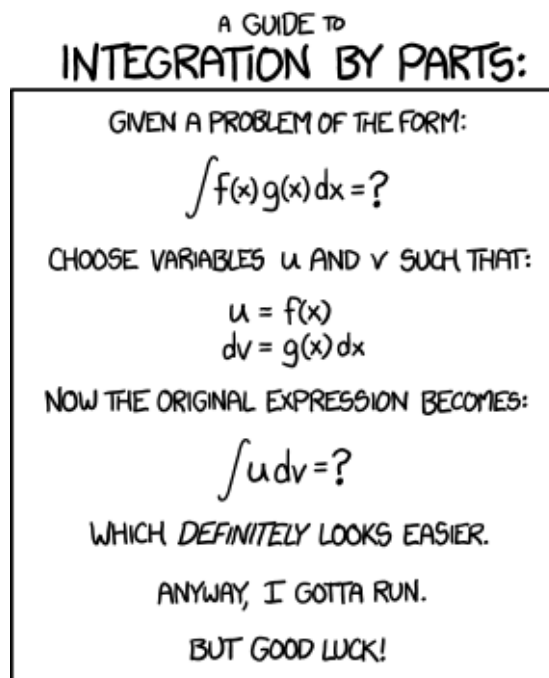 A GUIDE TO
INTEGRATION BY PARTS:
GIVEN A PROBLEM OF THE FORM:
∫f(x)g(x)dx=?
CHOOSE VARIABLES u AND v SUCH THAT:
u = f(x)
dv = g(x)dx
NOW THE ORIGINAL EXPRESSION BECOMES:
∫udv=?
WHICH DEFINITELY LOOKS EASIER.
ANYWAY, I GOTTA RUN.
BUT GOOD LUCK!